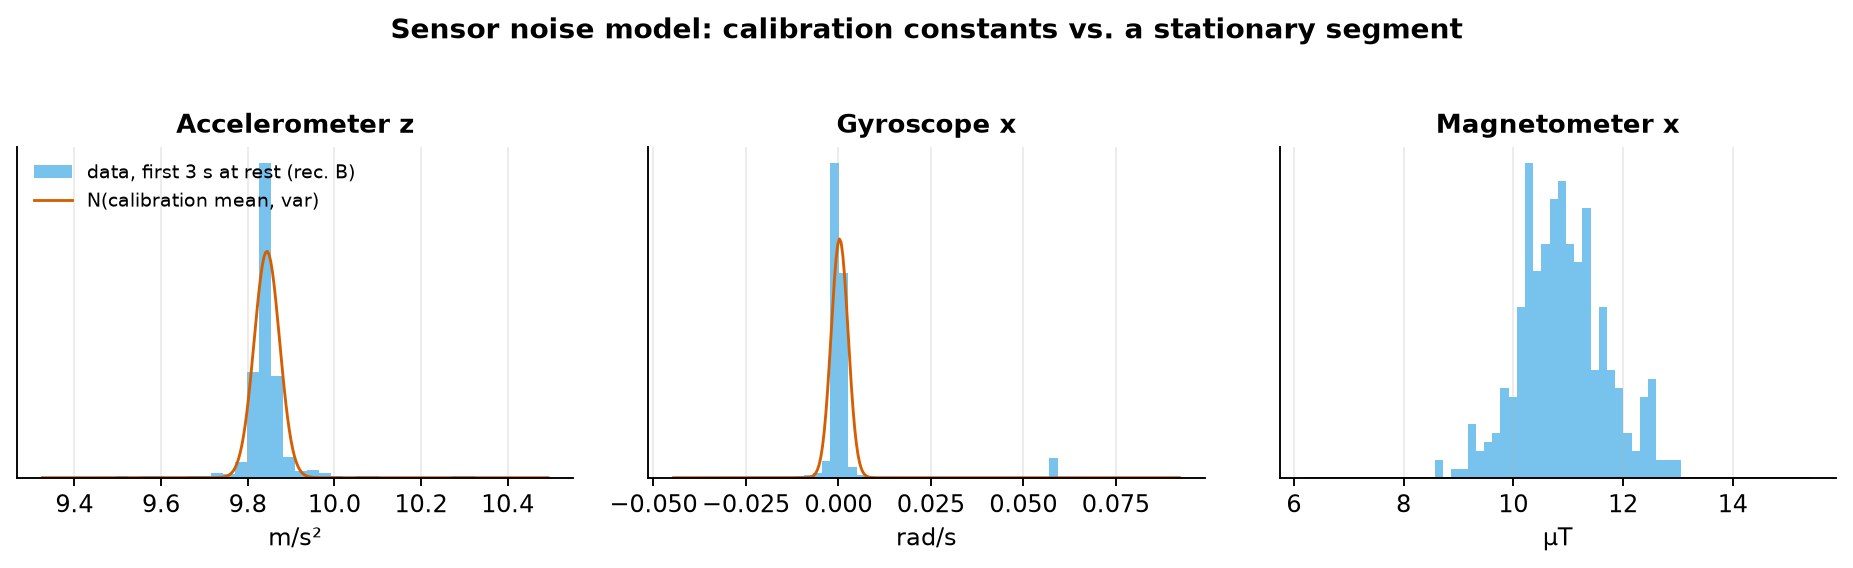 Sensor noise model: calibration constants vs. a stationary segment
Accelerometer z
data, first 3 s at rest (rec. B)
N(calibration mean, var)
9.4 9.6 9.8 10.0 10.2 10.4
m/s²
Gyroscope x
−0.050 −0.025 0.000 0.025 0.050 0.075
rad/s
Magnetometer x
6 8 10 12 14
µT